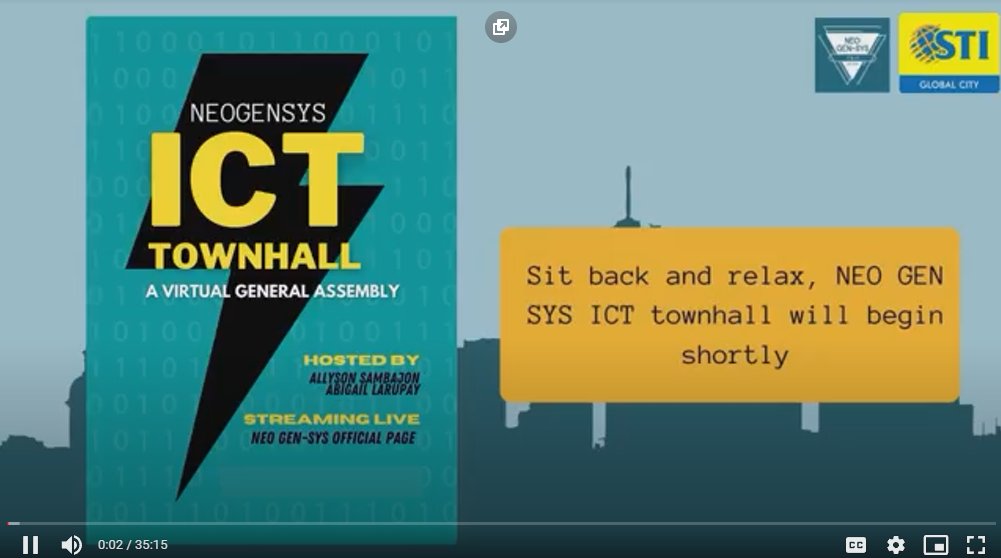 NEOGENSYS
ICT
TOWNHALL
A VIRTUAL GENERAL ASSEMBLY
HOSTED BY
ALLYSON SAMBAJON
ABIGAIL LARUPAY
STREAMING LIVE
NEO GEN-SYS OFFICIAL PAGE
NEO
GEN-SYS
STI
GLOBAL CITY
Sit back and relax, NEO GEN
SYS ICT townhall will begin
shortly
0:02 / 35:15
CC